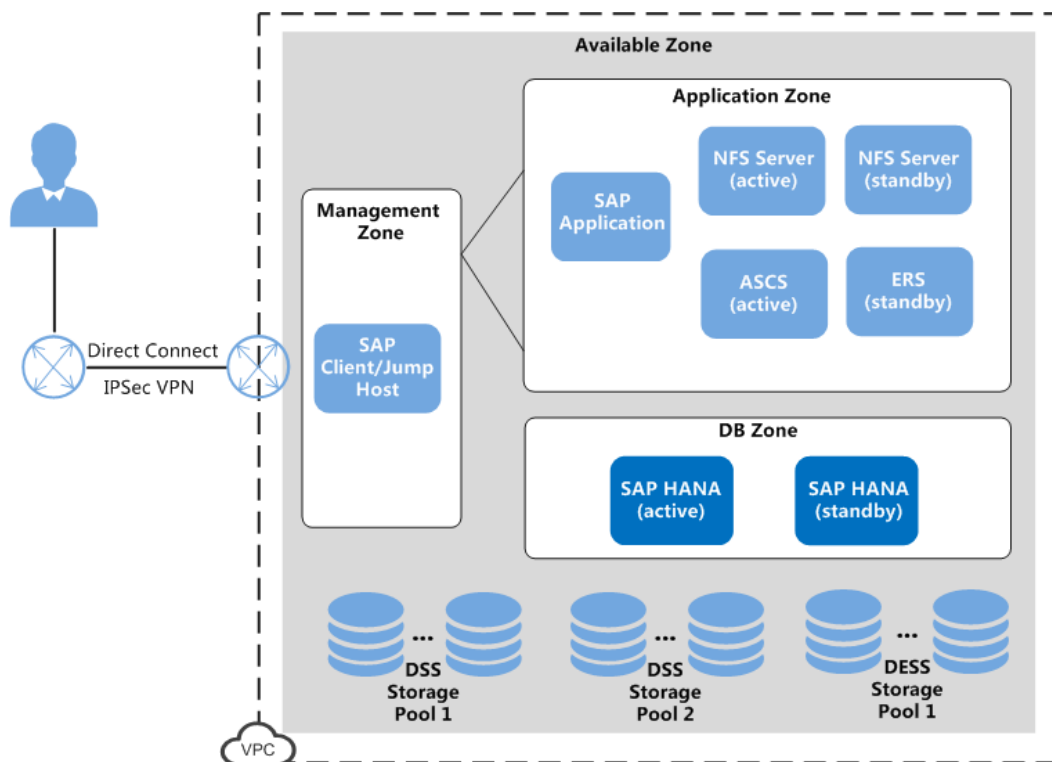 Available Zone
Application Zone
NFS Server
(active)
NFS Server
(standby)
SAP
Application
Management
Zone
ASCS
(active)
ERS
(standby)
SAP
Client/Jump
Host
Direct Connect
IPSec VPN
DB Zone
SAP HANA
(active)
SAP HANA
(standby)
...
DSS
Storage
Pool 1
...
DSS
Storage
Pool 2
...
DESS
Storage
Pool 1
VPC